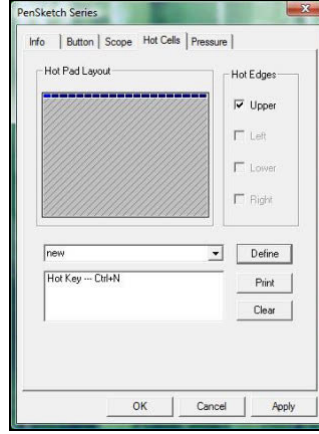 PenSketch Series
Info Button Scope Hot Cells Pressure
Hot Pad Layout
Hot Edges
Upper
Left
Lower
Right
new
Define
Hot Key --- Ctrl+N
Print
Clear
OK Cancel Apply